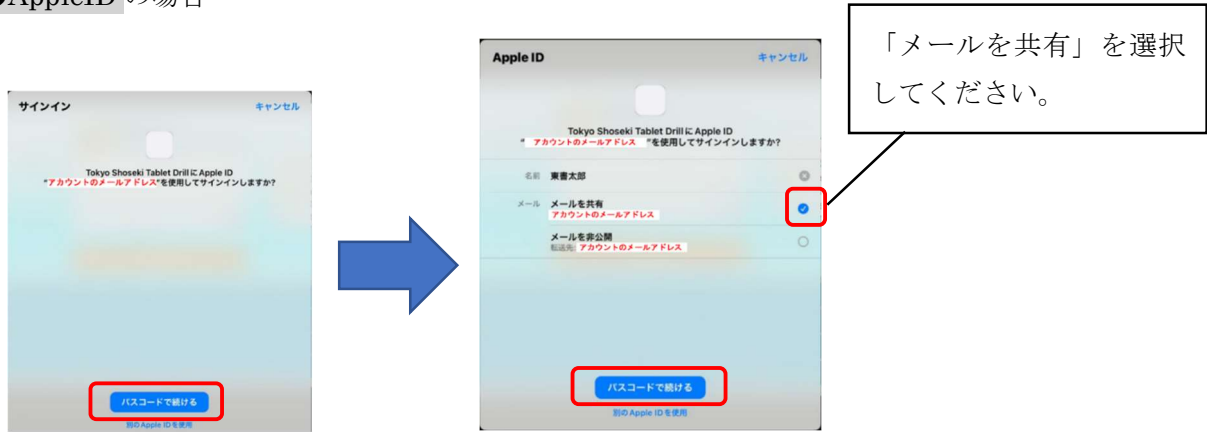 AppleID の場合
サインイン
キャンセル
Tokyo Shoseki Tablet DrillにApple ID
"アカウントのメールアドレス"を使用してサインインしますか?
パスコードで続ける
別のApple IDを使用
Apple ID
キャンセル
Tokyo Shoseki Tablet DrillにApple ID
"アカウントのメールアドレス"を使用してサインインしますか?
名前 東書太郎
メール メールを共有
アカウントのメールアドレス
メールを非公開
転送先: アカウントのメールアドレス
パスコードで続ける
別のApple IDを使用
「メールを共有」を選択
してください。